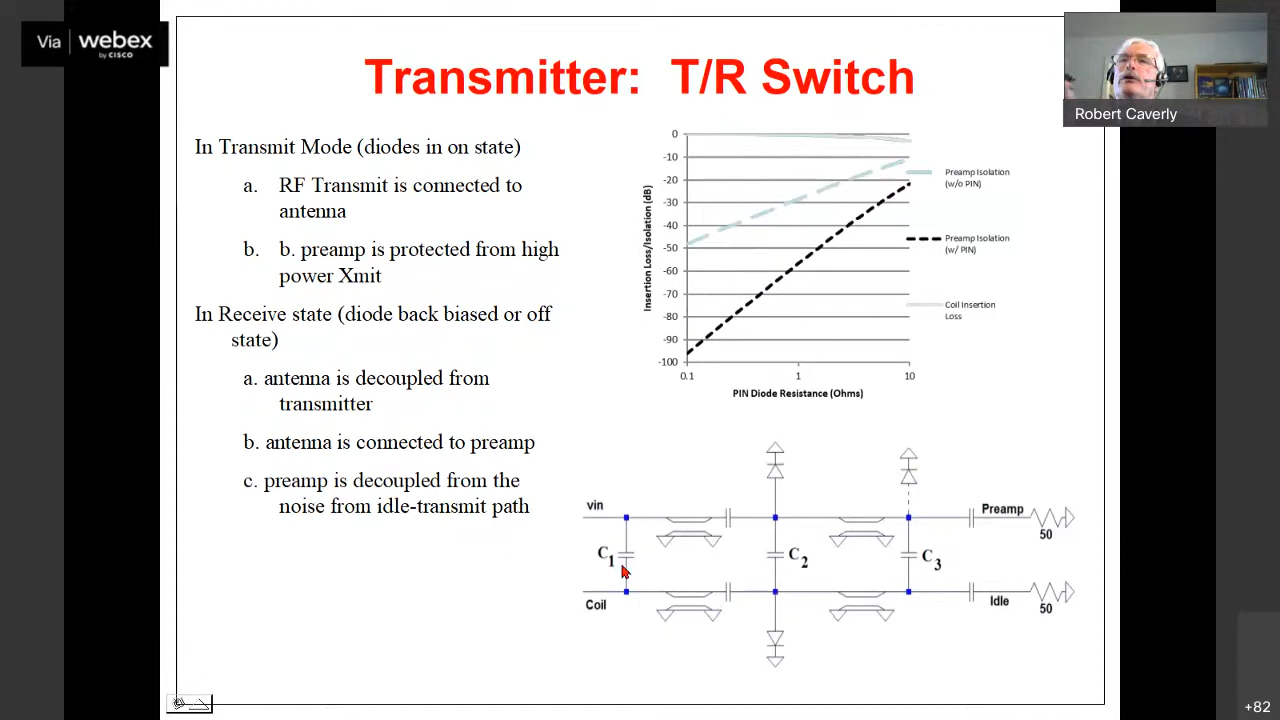 Via webex
by CISCO
Transmitter: T/R Switch
Robert Caverly
In Transmit Mode (diodes in on state)
a. RF Transmit is connected to
antenna
b. b. preamp is protected from high
power Xmit
In Receive state (diode back biased or off
state)
a. antenna is decoupled from
transmitter
b. antenna is connected to preamp
c. preamp is decoupled from the
noise from idle-transmit path
Insertion Loss/Isolation (dB)
0
-10
-20
-30
-40
-50
-60
-70
-80
-90
-100
0.1 1 10
PIN Diode Resistance (Ohms)
Preamp Isolation
(w/o PIN)
Preamp Isolation
(w/ PIN)
Coil Insertion
Loss
vin
Preamp
50
C1
C2
C3
Coil
Idle
50
+82